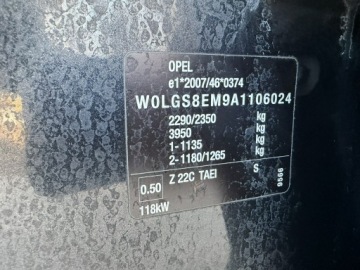 OPEL
e1*2007/46*0374
W0LGS8EM9A1106024
2290/2350 kg
3950 kg
1-1135 kg
2-1180/1265 kg
S
0.50 Z 22C TAEI
9566
118kW